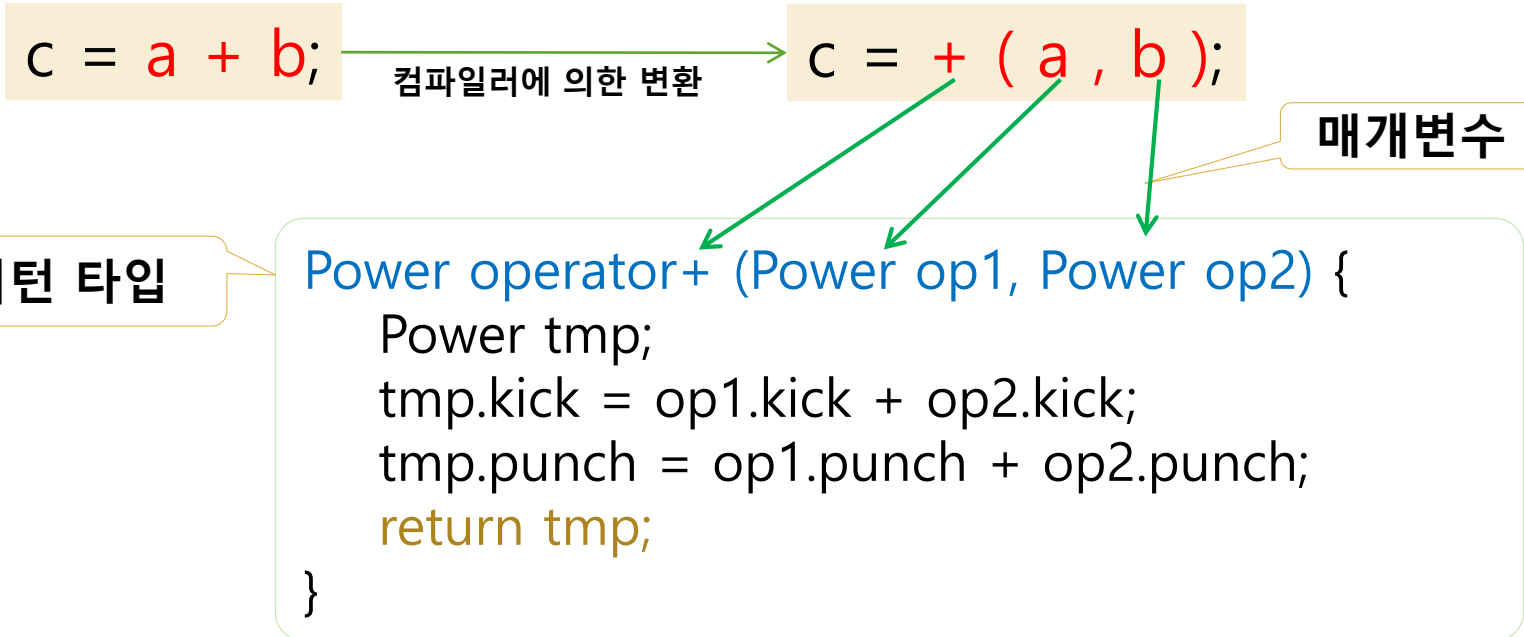 c = a + b;
컴파일러에 의한 변환
c = + ( a , b );
매개변수
턴 타입
Power operator+ (Power op1, Power op2) {
Power tmp;
tmp.kick = op1.kick + op2.kick;
tmp.punch = op1.punch + op2.punch;
return tmp;
}